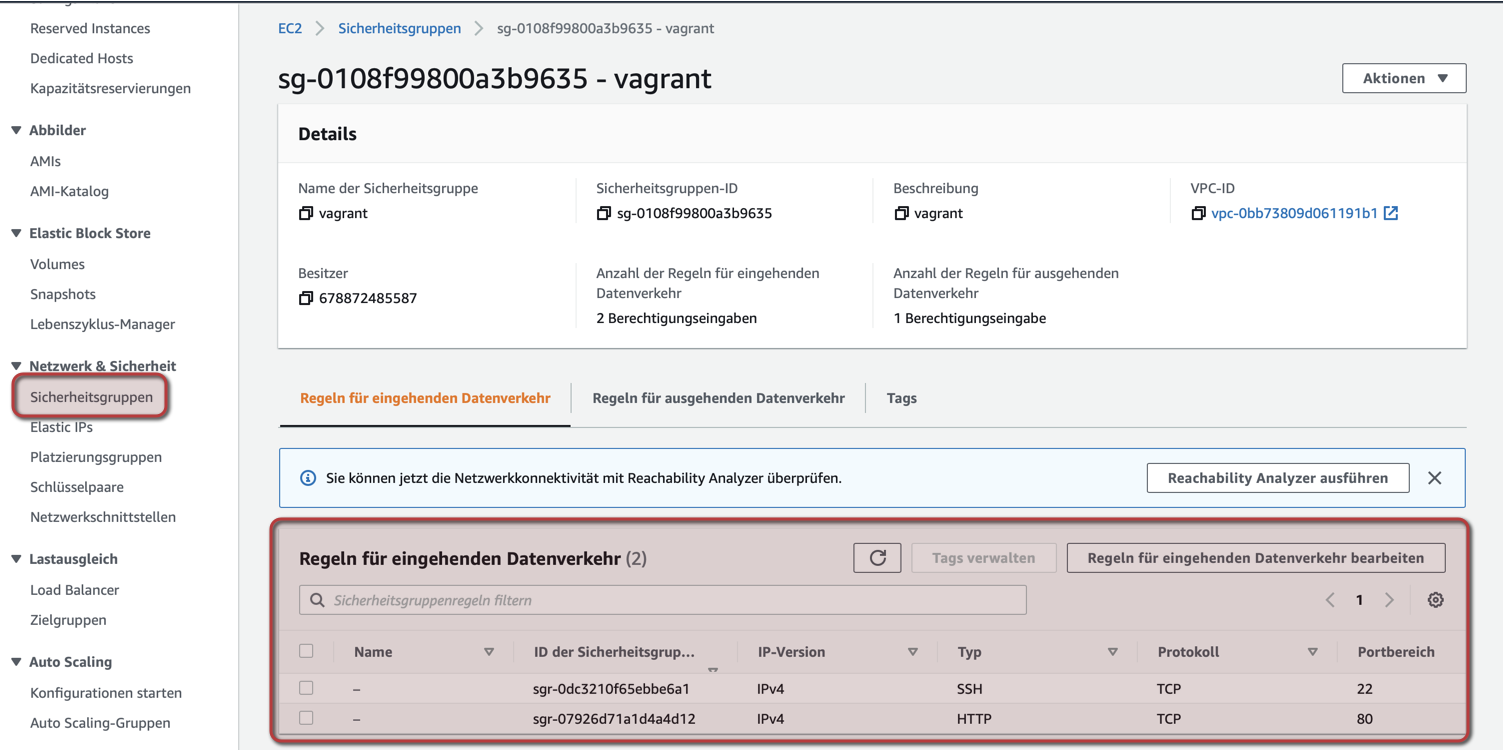 Reserved Instances
Dedicated Hosts
Kapazitätsreservierungen
Abbilder
AMIs
AMI-Katalog
Elastic Block Store
Volumes
Snapshots
Lebenszyklus-Manager
Netzwerk & Sicherheit
Sicherheitsgruppen
Elastic IPs
Platzierungsgruppen
Schlüsselpaare
Netzwerkschnittstellen
Lastausgleich
Load Balancer
Zielgruppen
Auto Scaling
Konfigurationen starten
Auto Scaling-Gruppen
EC2 > Sicherheitsgruppen > sg-0108f99800a3b9635 - vagrant
sg-0108f99800a3b9635 - vagrant
Aktionen
Details
Name der Sicherheitsgruppe
vagrant
Sicherheitsgruppen-ID
sg-0108f99800a3b9635
Beschreibung
vagrant
VPC-ID
vpc-0bb73809d061191b1
Besitzer
678872485587
Anzahl der Regeln für eingehenden
Datenverkehr
2 Berechtigungseingaben
Anzahl der Regeln für ausgehenden
Datenverkehr
1 Berechtigungseingabe
Regeln für eingehenden Datenverkehr
Regeln für ausgehenden Datenverkehr
Tags
Sie können jetzt die Netzwerkkonnektivität mit Reachability Analyzer überprüfen.
Reachability Analyzer ausführen
Regeln für eingehenden Datenverkehr (2)
Tags verwalten
Regeln für eingehenden Datenverkehr bearbeiten
Sicherheitsgruppenregeln filtern
1
Name ID der Sicherheitsgrup... IP-Version Typ Protokoll Portbereich
– sgr-0dc3210f65ebbe6a1 IPv4 SSH TCP 22
– sgr-07926d71a1d4a4d12 IPv4 HTTP TCP 80